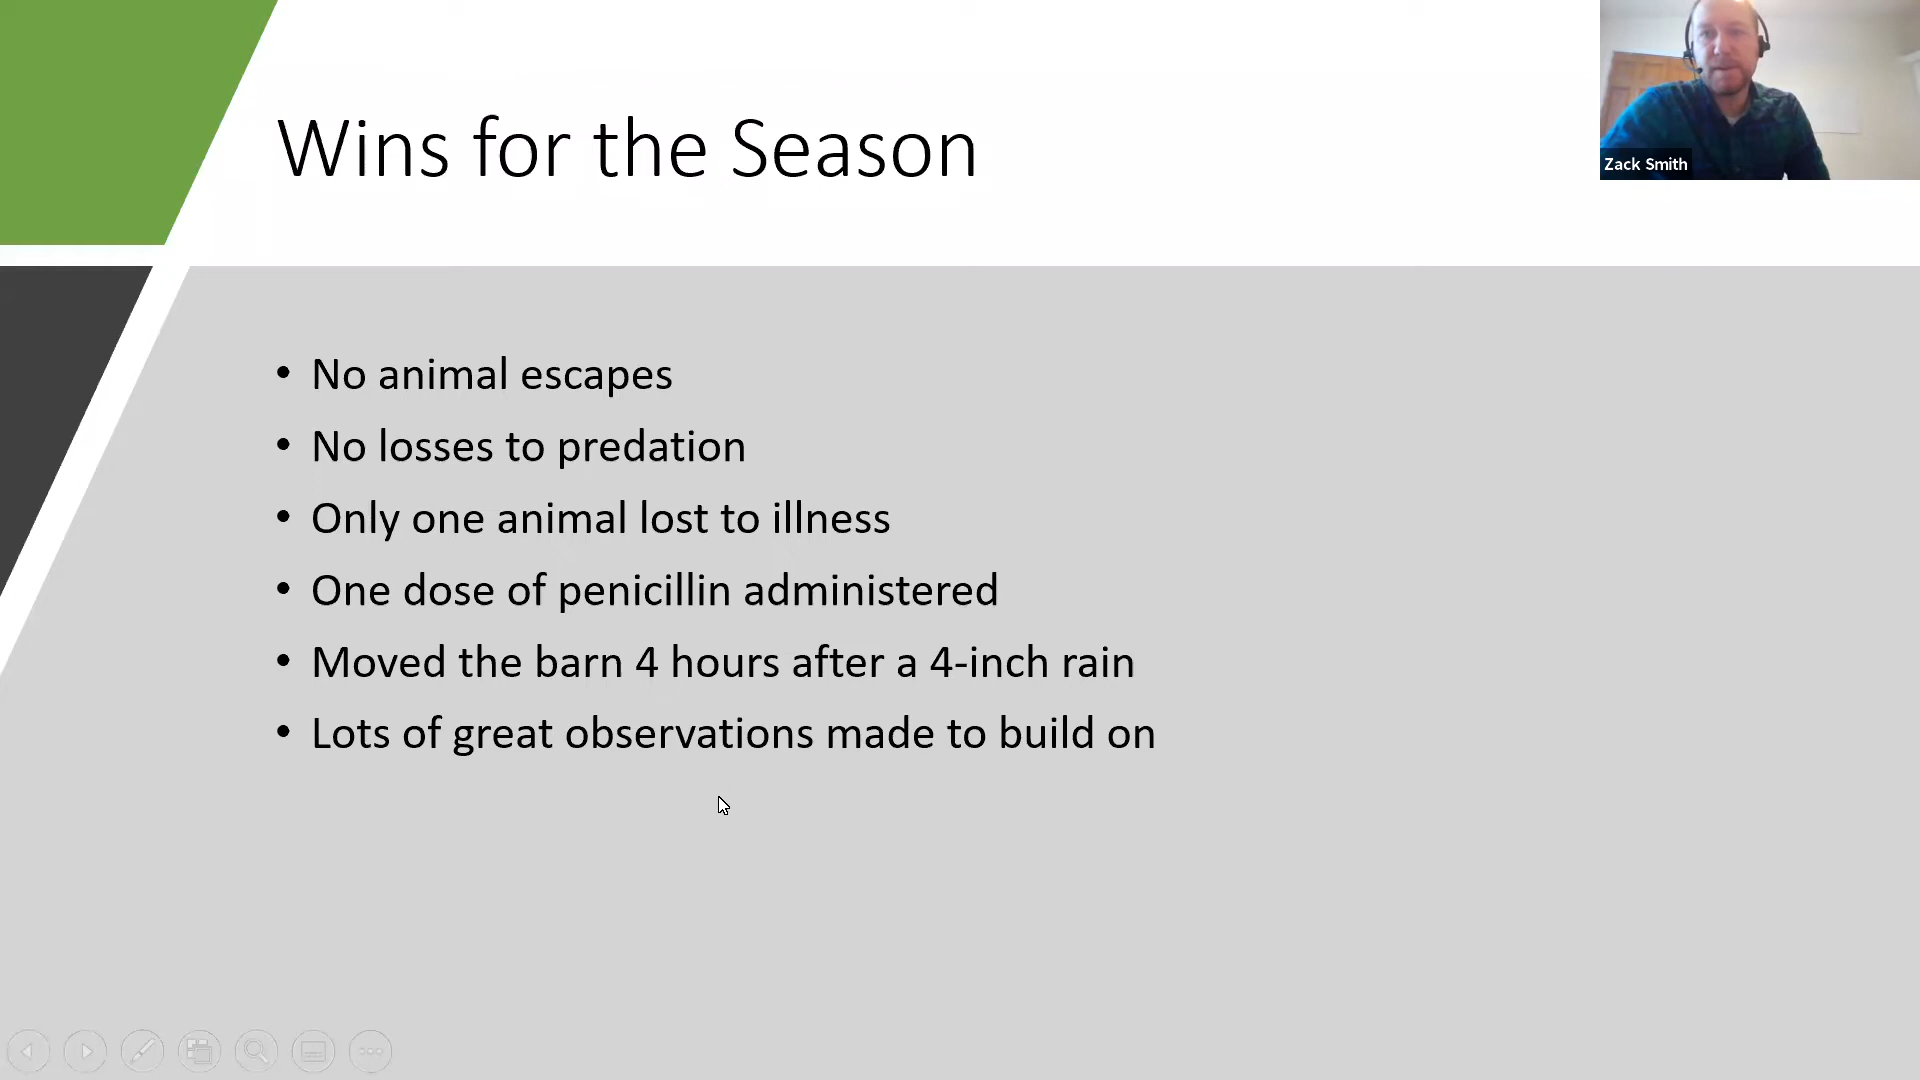 Wins for the Season
Zack Smith
• No animal escapes
• No losses to predation
• Only one animal lost to illness
• One dose of penicillin administered
• Moved the barn 4 hours after a 4-inch rain
• Lots of great observations made to build on